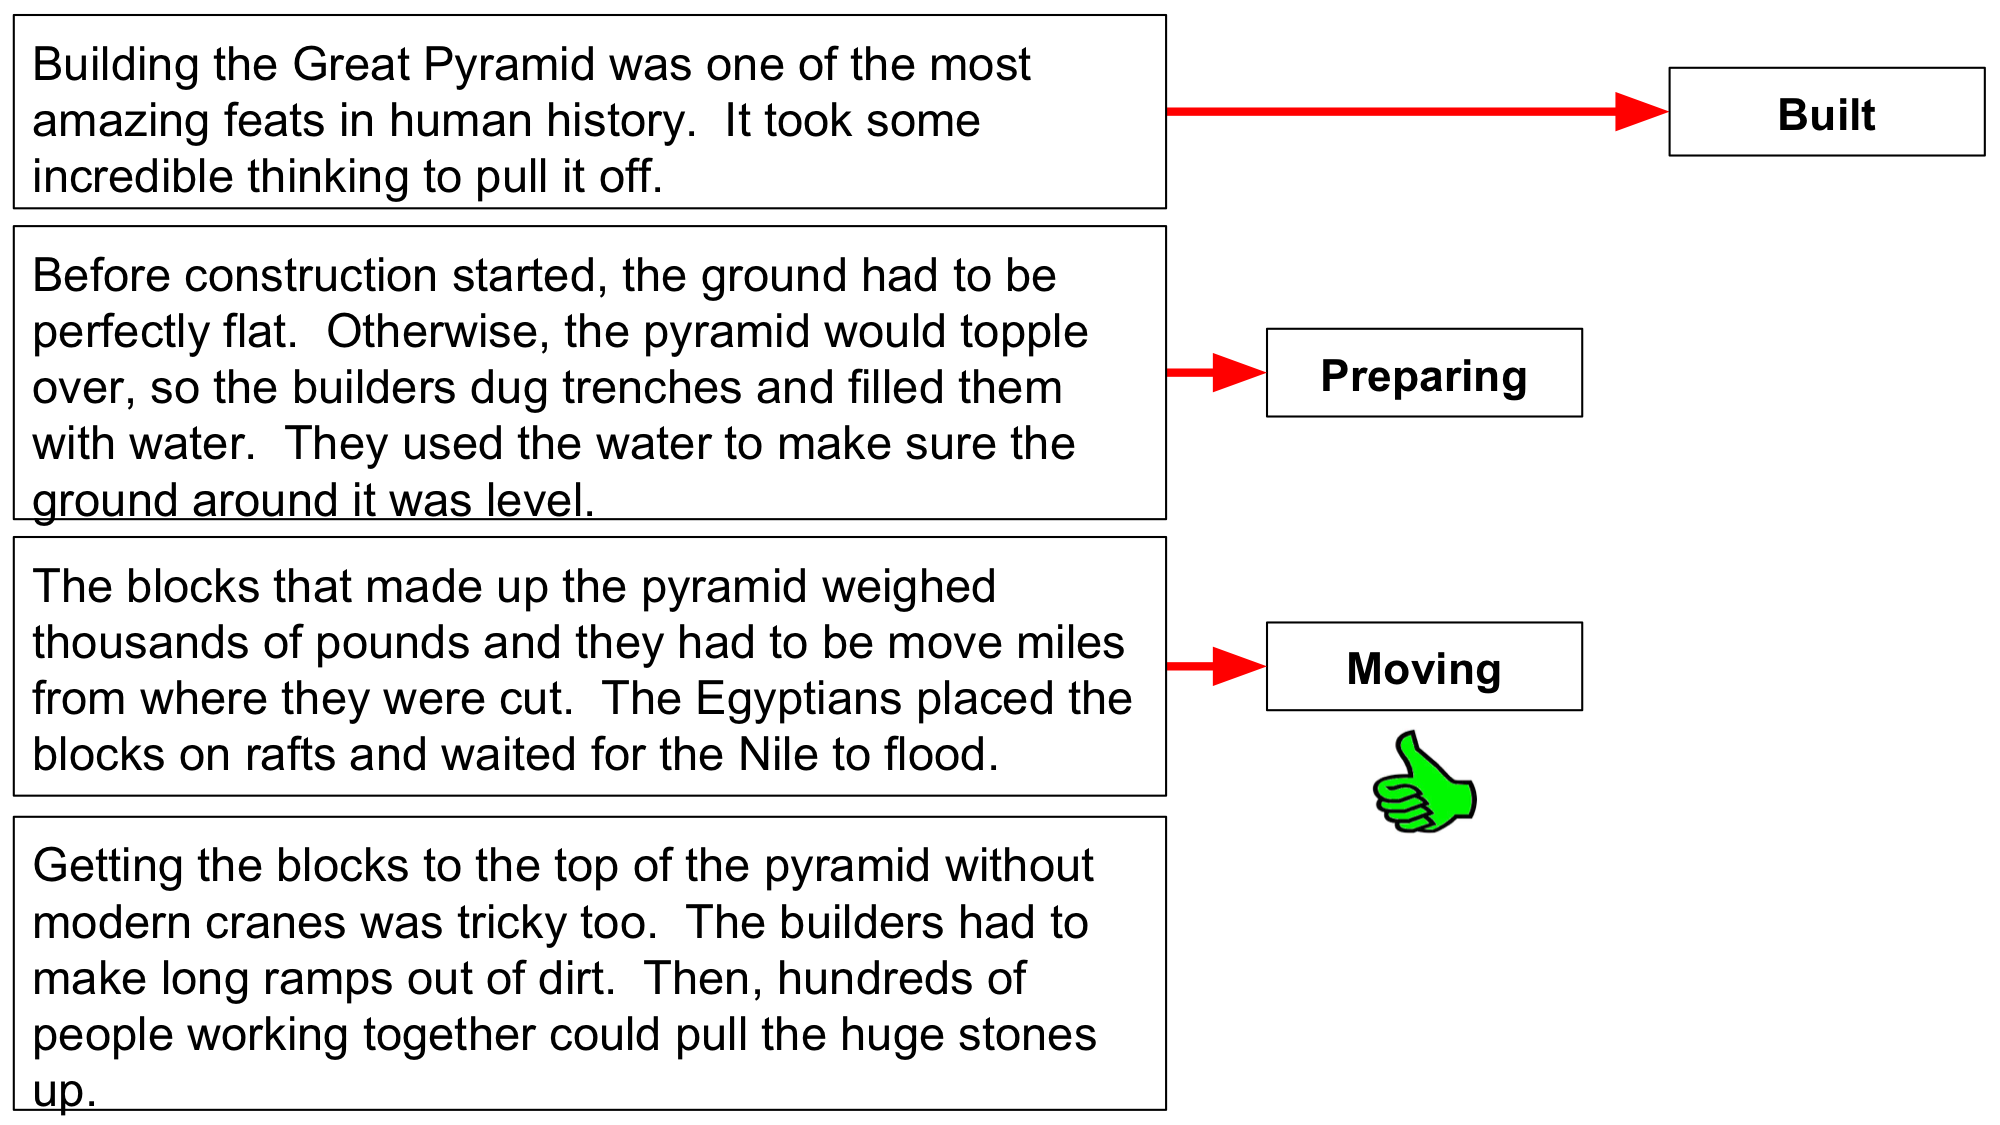 Building the Great Pyramid was one of the most
amazing feats in human history.  It took some
incredible thinking to pull it off.
Built
Before construction started, the ground had to be
perfectly flat.  Otherwise, the pyramid would topple
over, so the builders dug trenches and filled them
with water.  They used the water to make sure the
ground around it was level.
Preparing
The blocks that made up the pyramid weighed
thousands of pounds and they had to be move miles
from where they were cut.  The Egyptians placed the
blocks on rafts and waited for the Nile to flood.
Moving
Getting the blocks to the top of the pyramid without
modern cranes was tricky too.  The builders had to
make long ramps out of dirt.  Then, hundreds of
people working together could pull the huge stones
up.